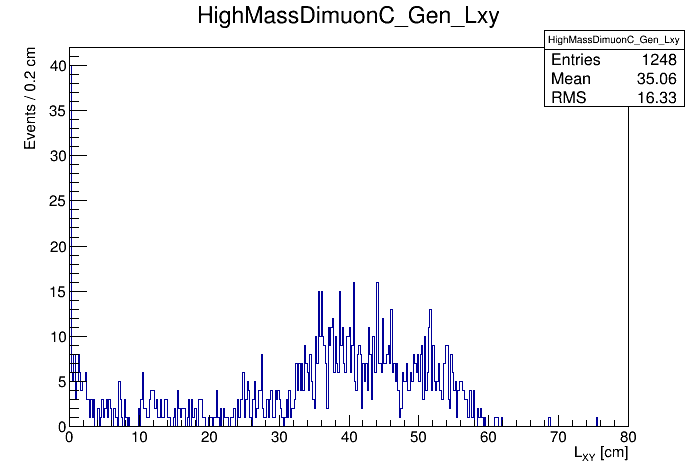 HighMassDimuonC_Gen_Lxy
HighMassDimuonC_Gen_Lxy
Entries 1248
Mean 35.06
RMS 16.33
Events / 0.2 cm
40
35
30
25
20
15
10
5
0
0 10 20 30 40 50 60 70 80
L_XY [cm]